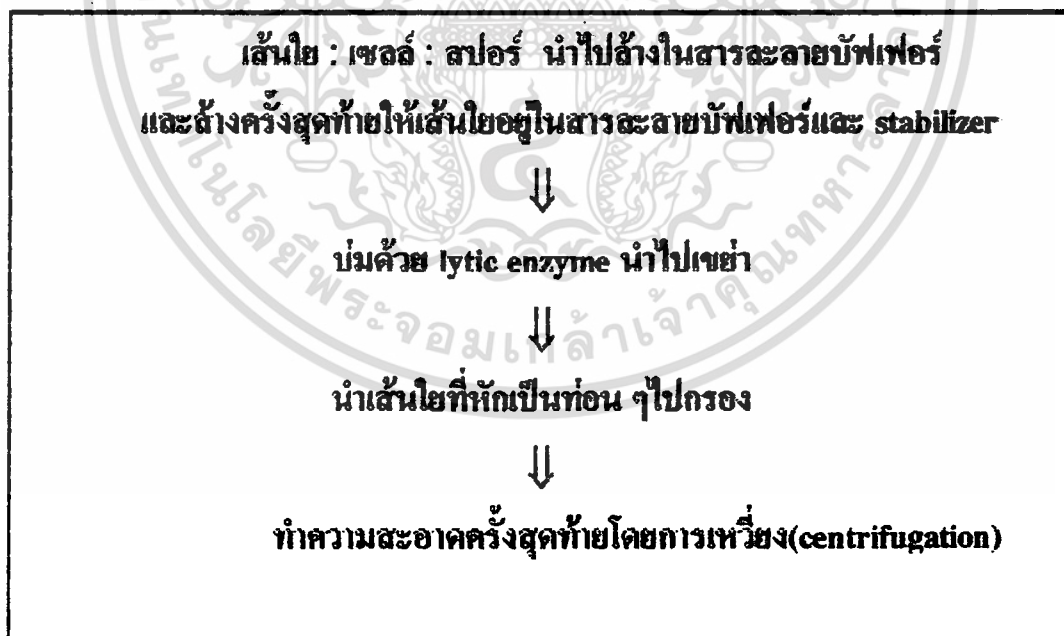 เส้นใย : เซลล์ : สปอร์ นำไปล้างในสารละลายบัฟเฟอร์
และล้างครั้งสุดท้ายให้เส้นใยอยู่ในสารละลายบัฟเฟอร์และ stabilizer
⇓
บ่มด้วย lytic enzyme นำไปเขย่า
⇓
นำเส้นใยที่หักเป็นท่อน ๆไปกรอง
⇓
ทำความสะอาดครั้งสุดท้ายโดยการเหวี่ยง(centrifugation)